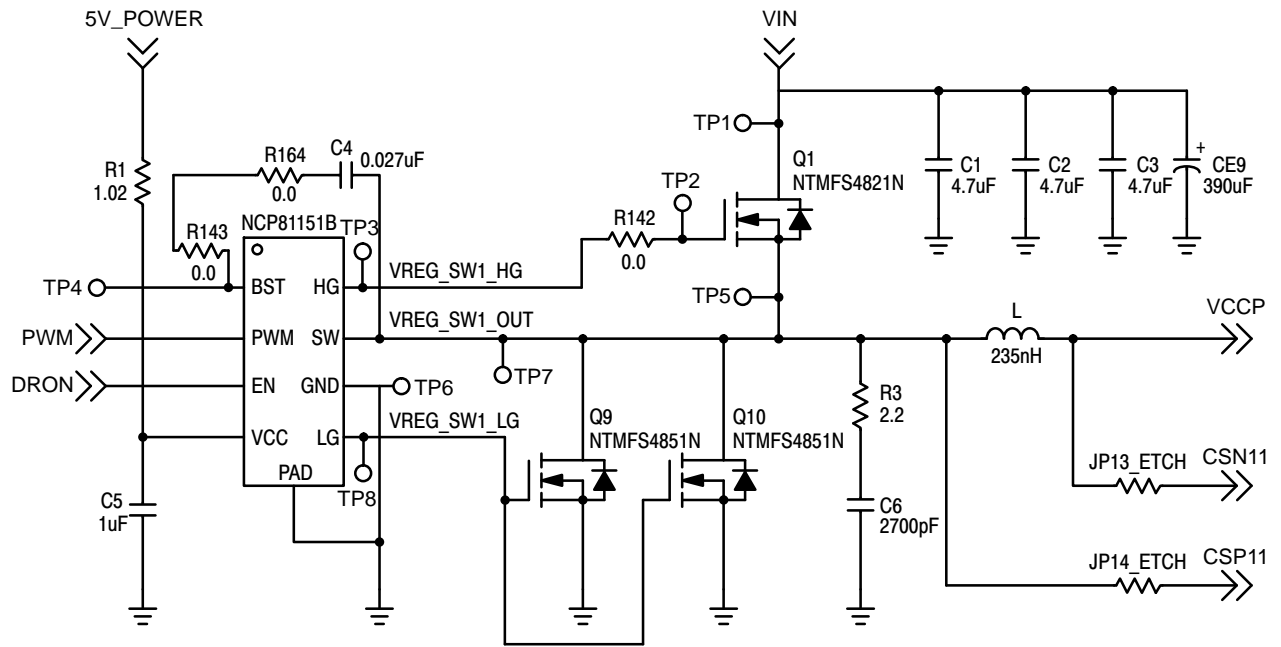 5V_POWER
VIN
TP1
R1
1.02
R164
0.0
C4
0.027uF
Q1
NTMFS4821N
C1
4.7uF
C2
4.7uF
C3
4.7uF
+
CE9
390uF
TP2
R142
0.0
R143
0.0
NCP81151B
TP3
TP4
BST
HG
VREG_SW1_HG
TP5
PWM
PWM
SW
VREG_SW1_OUT
L
235nH
VCCP
DRON
EN
GND
TP6
TP7
VCC
LG
VREG_SW1_LG
PAD
TP8
Q9
NTMFS4851N
Q10
NTMFS4851N
R3
2.2
C5
1uF
C6
2700pF
JP13_ETCH
CSN11
JP14_ETCH
CSP11